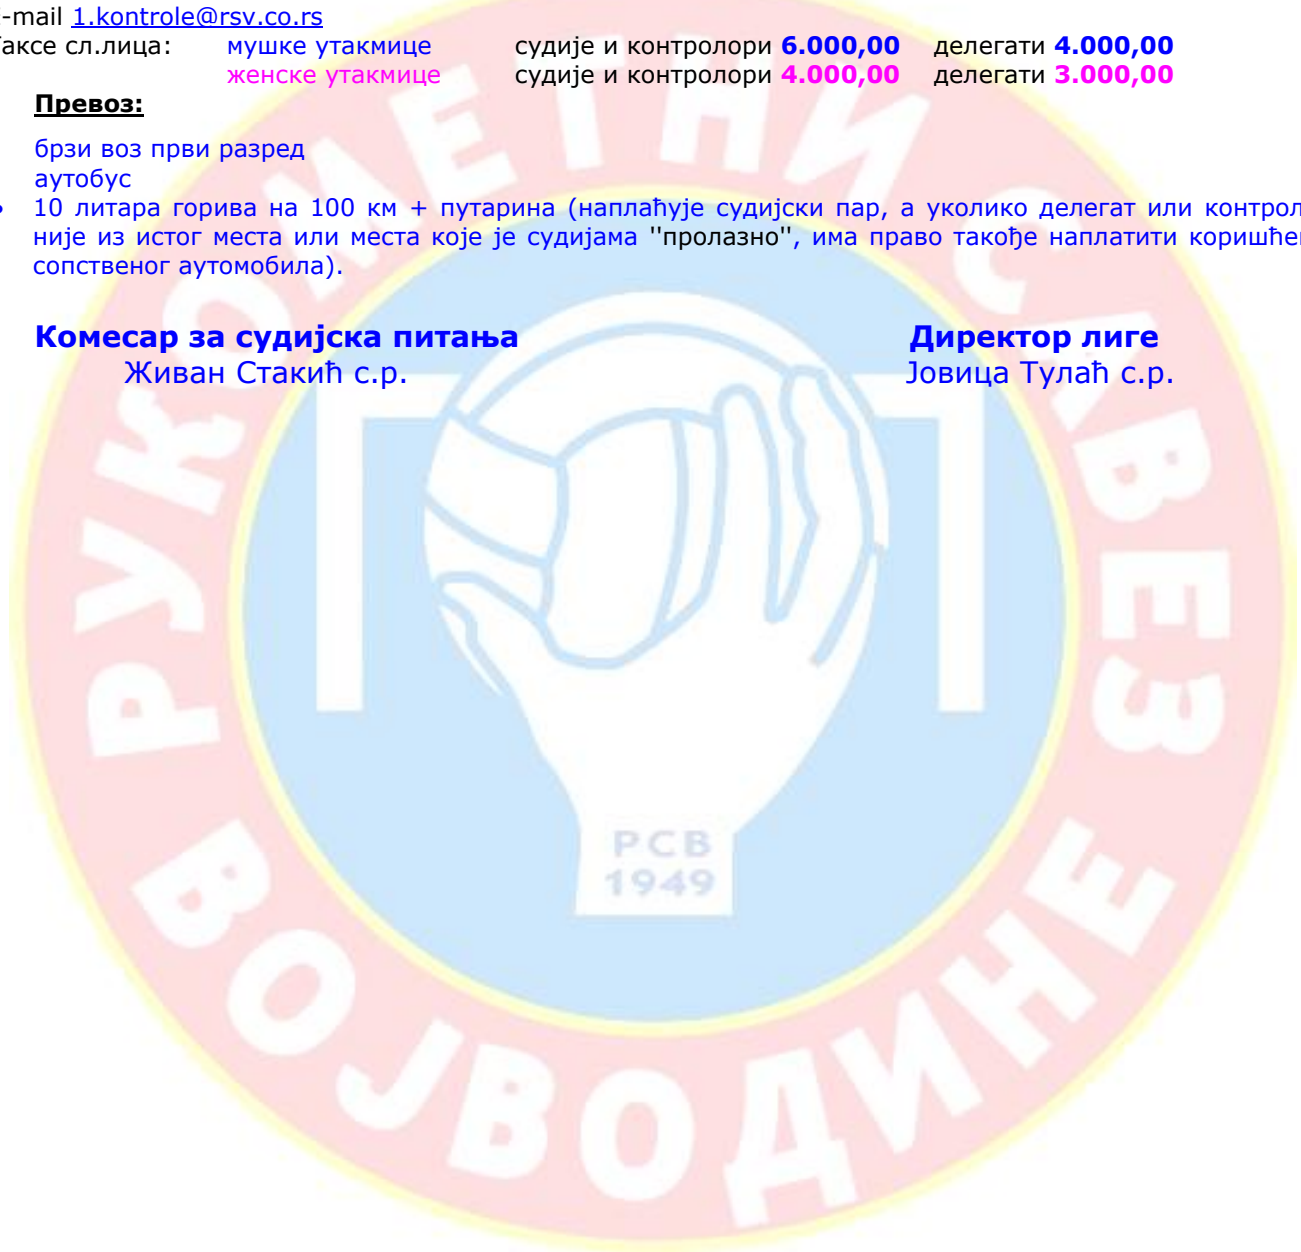 -mail 1.kontrole@rsv.co.rs
аксе сл.лица: мушке утакмице судије и контролори 6.000,00 делегати 4.000,00
женске утакмице судије и контролори 4.000,00 делегати 3.000,00
Превоз:
брзи воз први разред
аутобус
10 литара горива на 100 км + путарина (наплаћује судијски пар, а уколико делегат или контрол
није из истог места или места које је судијама ''пролазно'', има право такође наплатити коришће
сопственог аутомобила).
Комесар за судијска питања Директор лиге
Живан Стакић с.р. Јовица Тулаћ с.р.
РУКОМЕТНИ САВЕЗ
ВОЈВОДИНЕ
РСВ
1949